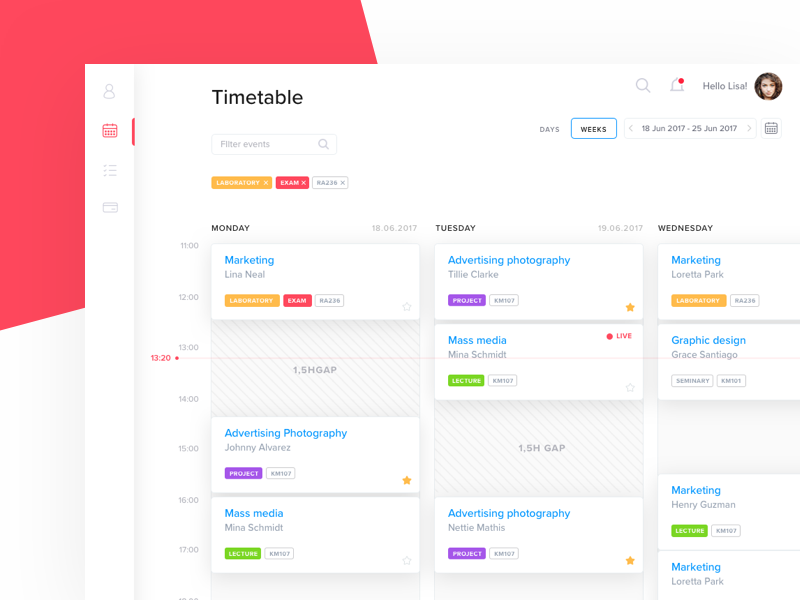 Timetable
Hello Lisa!
DAYS
WEEKS
18 Jun 2017 - 25 Jun 2017
Filter events
LABORATORY ×
EXAM ×
RA236 ×
MONDAY
18.06.2017
TUESDAY
19.06.2017
WEDNESDAY
11:00
12:00
13:00
13:20
14:00
15:00
16:00
17:00
Marketing
Lina Neal
LABORATORY EXAM RA236
1,5HGAP
Advertising Photography
Johnny Alvarez
PROJECT KM107
Mass media
Mina Schmidt
LECTURE KM107
Advertising photography
Tillie Clarke
PROJECT KM107
Mass media
LIVE
Mina Schmidt
LECTURE KM107
1,5H GAP
Advertising photography
Nettie Mathis
PROJECT KM107
Marketing
Loretta Park
LABORATORY RA236
Graphic design
Grace Santiago
SEMINARY KM101
Marketing
Henry Guzman
LECTURE KM107
Marketing
Loretta Park